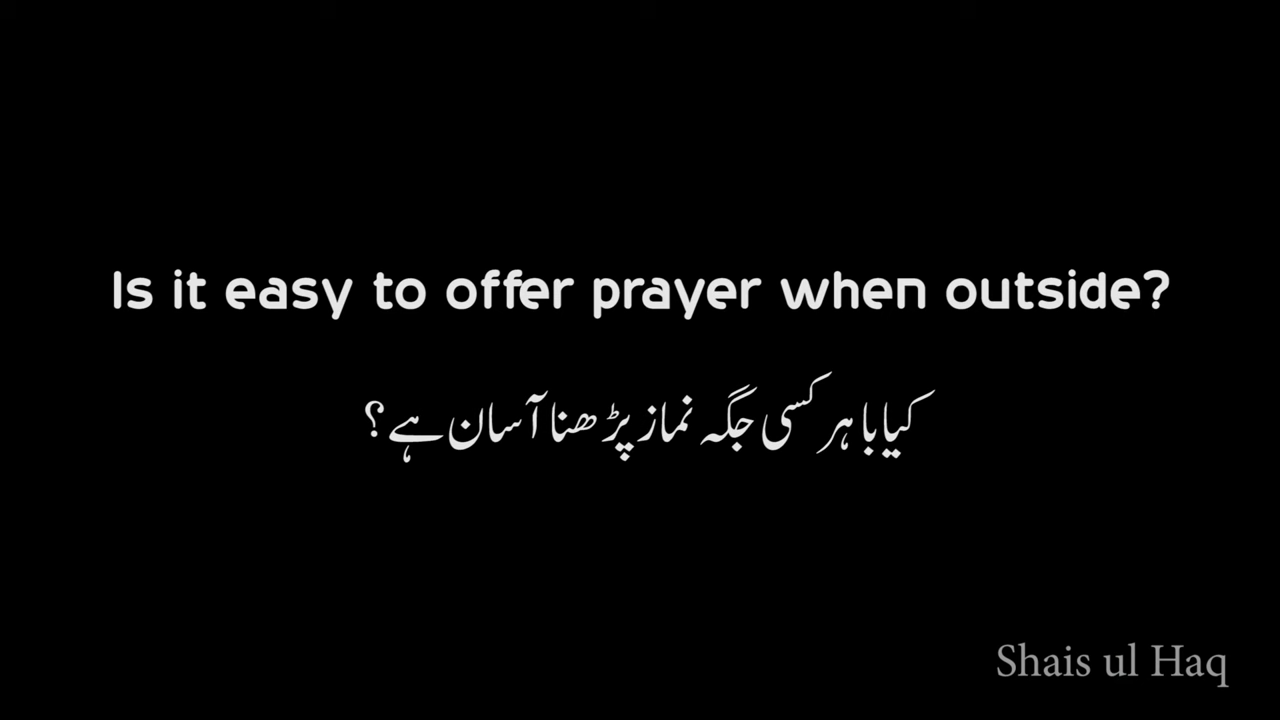 Is it easy to offer prayer when outside?
کیا باہر کسی جگہ نماز پڑھنا آسان ہے؟
Shais ul Haq